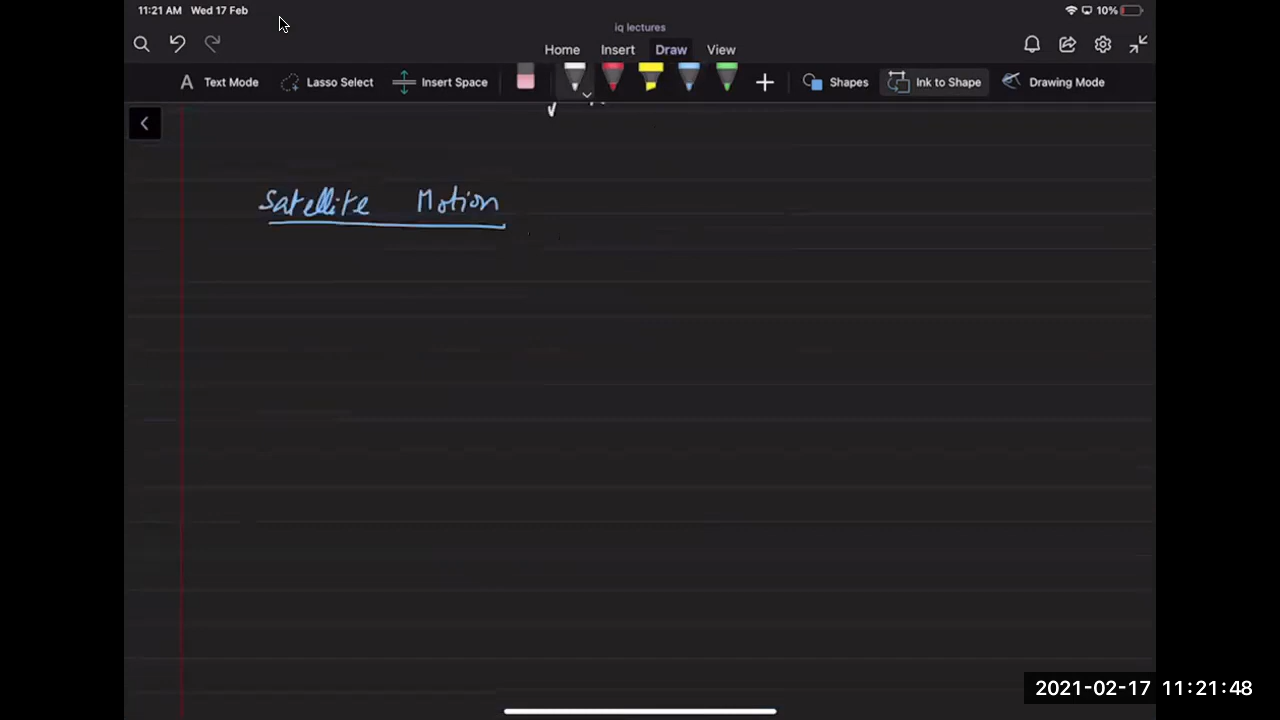 11:21 AM Wed 17 Feb
10%
iq lectures
Home Insert Draw View
Text Mode Lasso Select Insert Space Shapes Ink to Shape Drawing Mode
Satellite Motion
2021-02-17 11:21:48